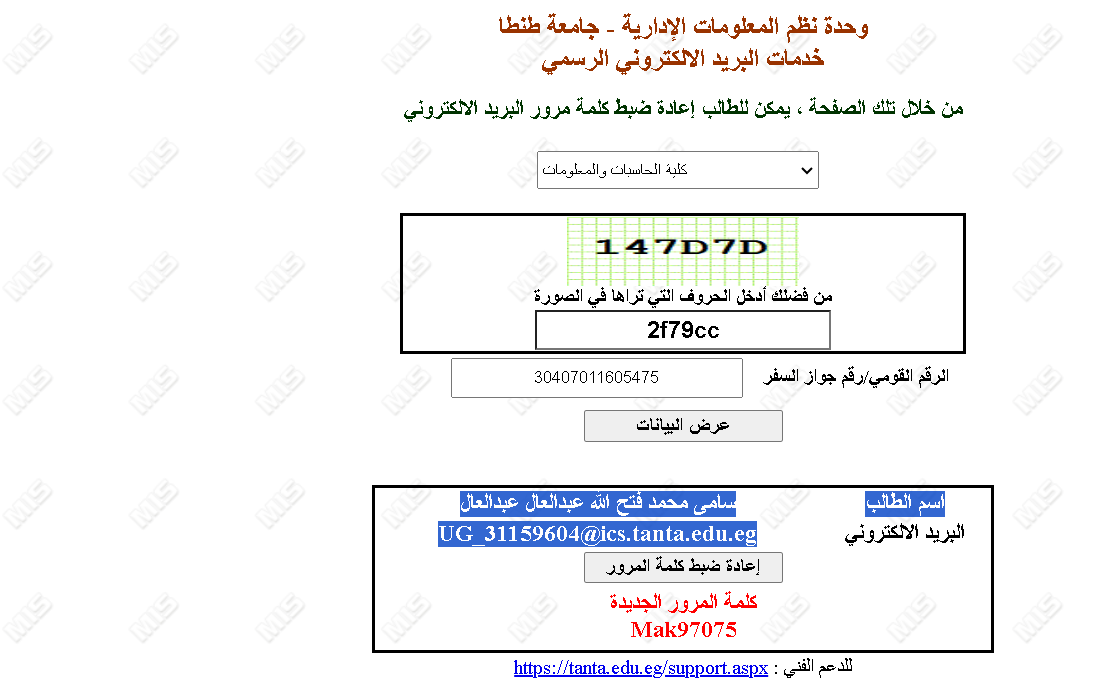 وحدة نظم المعلومات الإدارية - جامعة طنطا
خدمات البريد الالكتروني الرسمي
من خلال تلك الصفحة ، يمكن للطالب إعادة ضبط كلمة مرور البريد الالكتروني
كلية الحاسبات والمعلومات
147D7D
من فضلك أدخل الحروف التي تراها في الصورة
2f79cc
الرقم القومي/رقم جواز السفر 30407011605475
عرض البيانات
اسم الطالب سامى محمد فتح الله عبدالعال عبدالعال
البريد الالكتروني UG_31159604@ics.tanta.edu.eg
إعادة ضبط كلمة المرور
كلمة المرور الجديدة
Mak97075
للدعم الفني : https://tanta.edu.eg/support.aspx